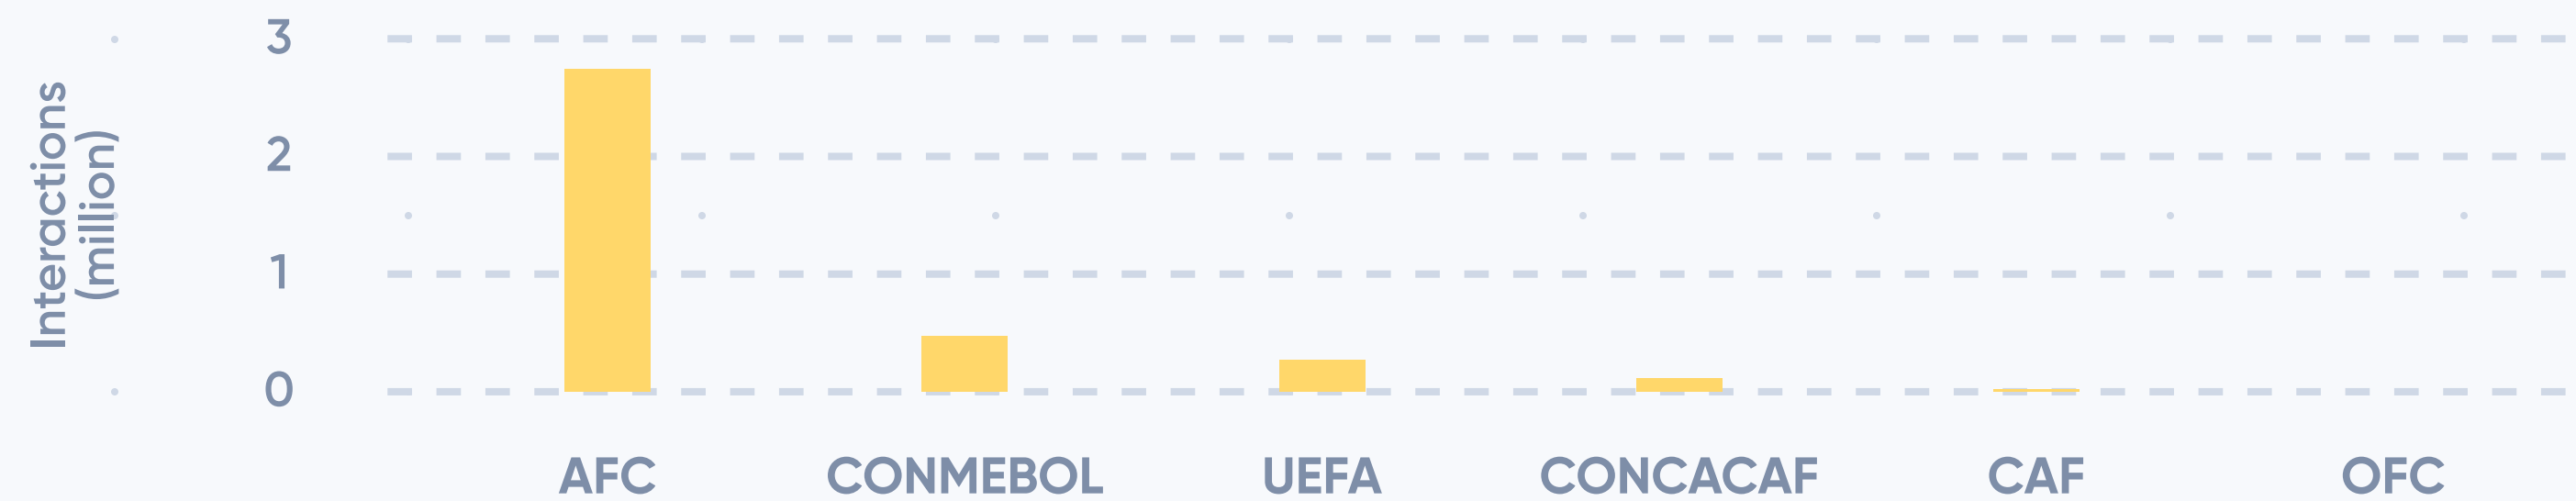 Interactions
(million)
3
2
1
0
AFC CONMEBOL UEFA CONCACAF CAF OFC